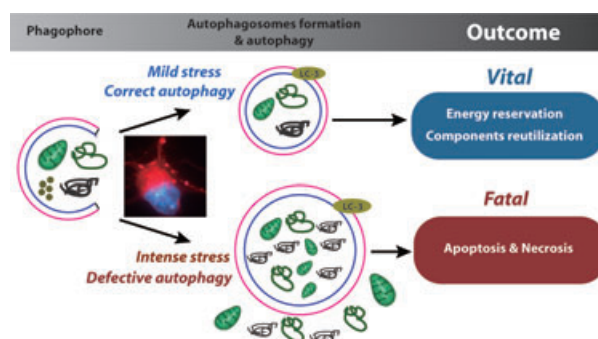 Phagophore
Autophagosomes formation
& autophagy
Outcome
Mild stress
Correct autophagy
LC-3
Vital
Energy reservation
Components reutilization
Intense stress
Defective autophagy
LC-3
Fatal
Apoptosis & Necrosis